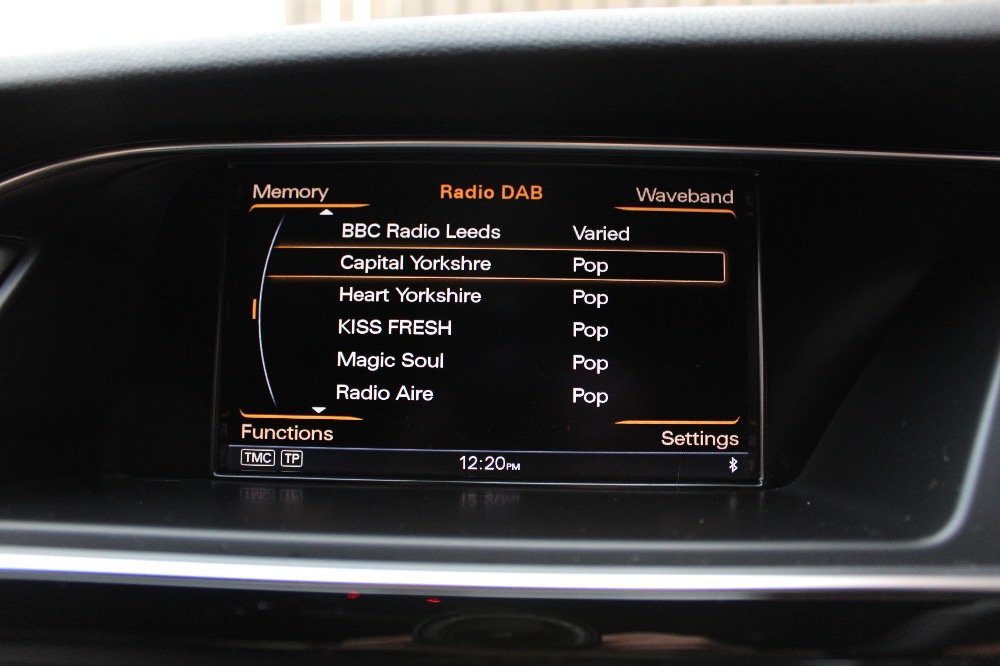 Memory Radio DAB Waveband
BBC Radio Leeds Varied
Capital Yorkshre Pop
Heart Yorkshire Pop
KISS FRESH Pop
Magic Soul Pop
Radio Aire Pop
Functions Settings
TMC TP 12:20PM